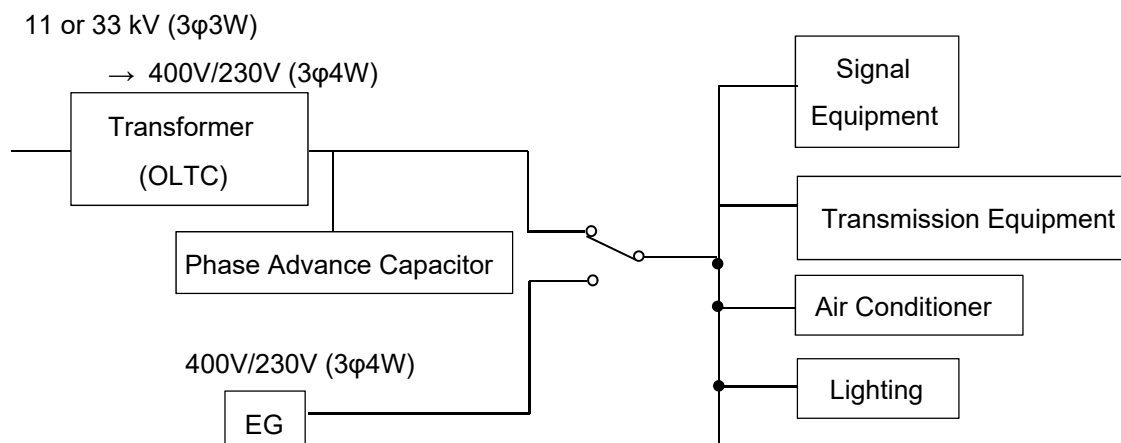 11 or 33 kV (3φ3W)
→ 400V/230V (3φ4W)
Transformer
(OLTC)
Phase Advance Capacitor
400V/230V (3φ4W)
EG
Signal
Equipment
Transmission Equipment
Air Conditioner
Lighting